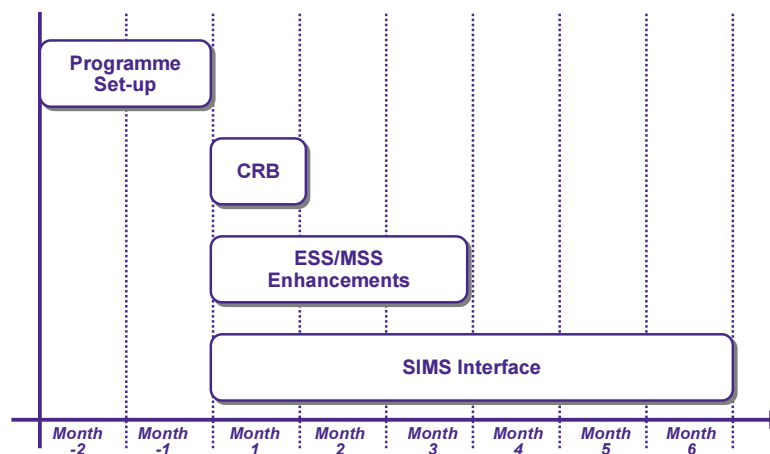 Programme
Set-up
CRB
ESS/MSS
Enhancements
SIMS Interface
Month Month Month Month Month Month Month Month
-2 -1 1 2 3 4 5 6